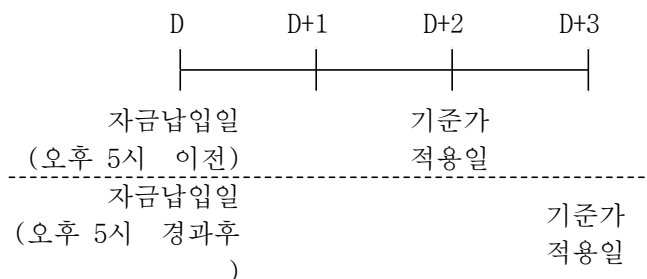 D D+1 D+2 D+3
자금납입일 기준가
(오후 5시 이전) 적용일
자금납입일
기준가
(오후 5시 경과후
적용일
)